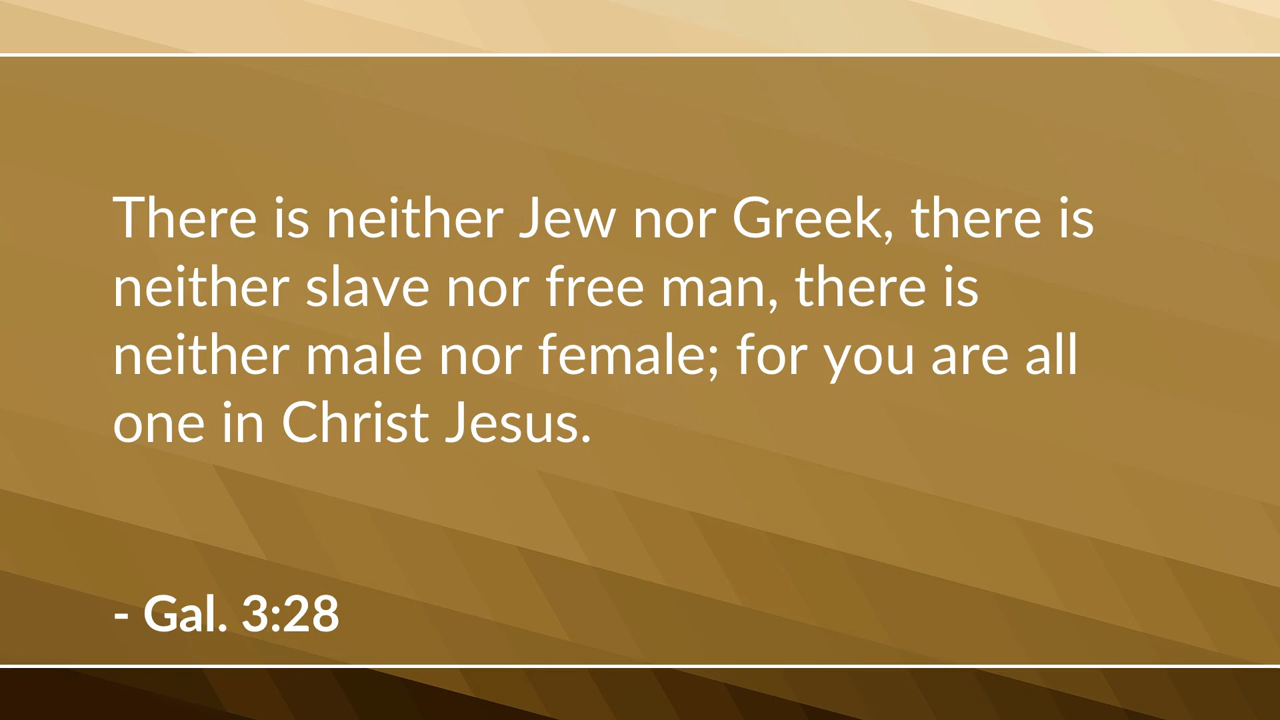 There is neither Jew nor Greek, there is
neither slave nor free man, there is
neither male nor female; for you are all
one in Christ Jesus.
- Gal. 3:28